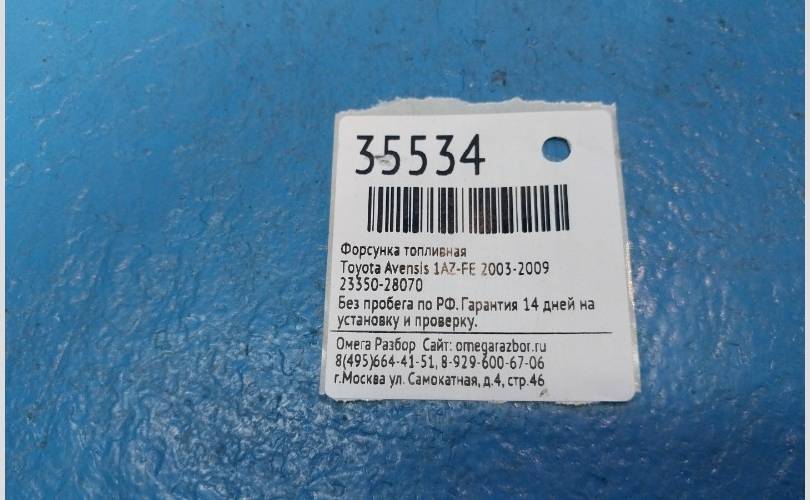 35534
Форсунка топливная
Toyota Avensis 1AZ-FE 2003-2009
23350-28070
Без пробега по РФ. Гарантия 14 дней на
установку и проверку.
Омега Разбор Сайт: omegarazbor.ru
8(495)664-41-51, 8-929-600-67-06
г.Москва ул. Самокатная, д.4, стр.46